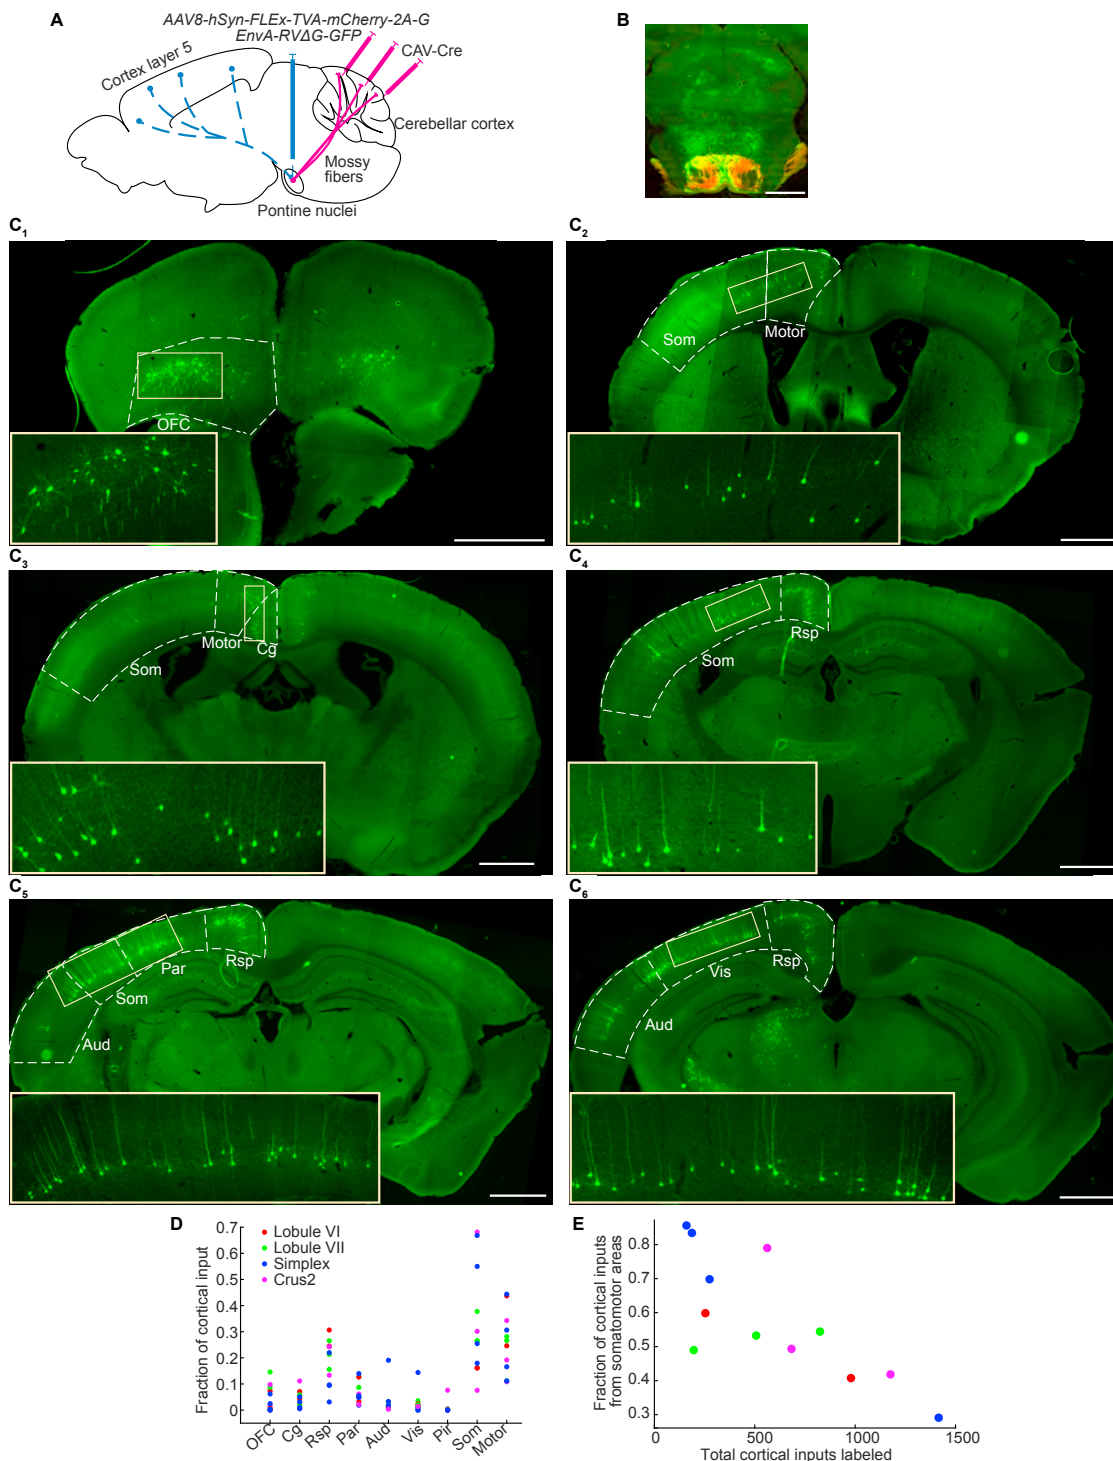 A
AAV8-hSyn-FLEx-TVA-mCherry-2A-G
EnvA-RVΔG-GFP
CAV-Cre
Cortex layer 5
Cerebellar cortex
Mossy
fibers
Pontine nuclei
B
C1
OFC
C2
Som
Motor
C3
Motor
Cg
Som
C4
Rsp
Som
C5
Par
Rsp
Som
Aud
C6
Vis
Rsp
Aud
D
Fraction of cortical input
0.7
0.6
0.5
0.4
0.3
0.2
0.1
0
Lobule VI
Lobule VII
Simplex
Crus2
OFC
Cg
Rsp
Par
Aud
Vis
Pir
Som
Motor
E
Fraction of cortical inputs
from somatomotor areas
0.8
0.7
0.6
0.5
0.4
0.3
0
500
1000
1500
Total cortical inputs labeled